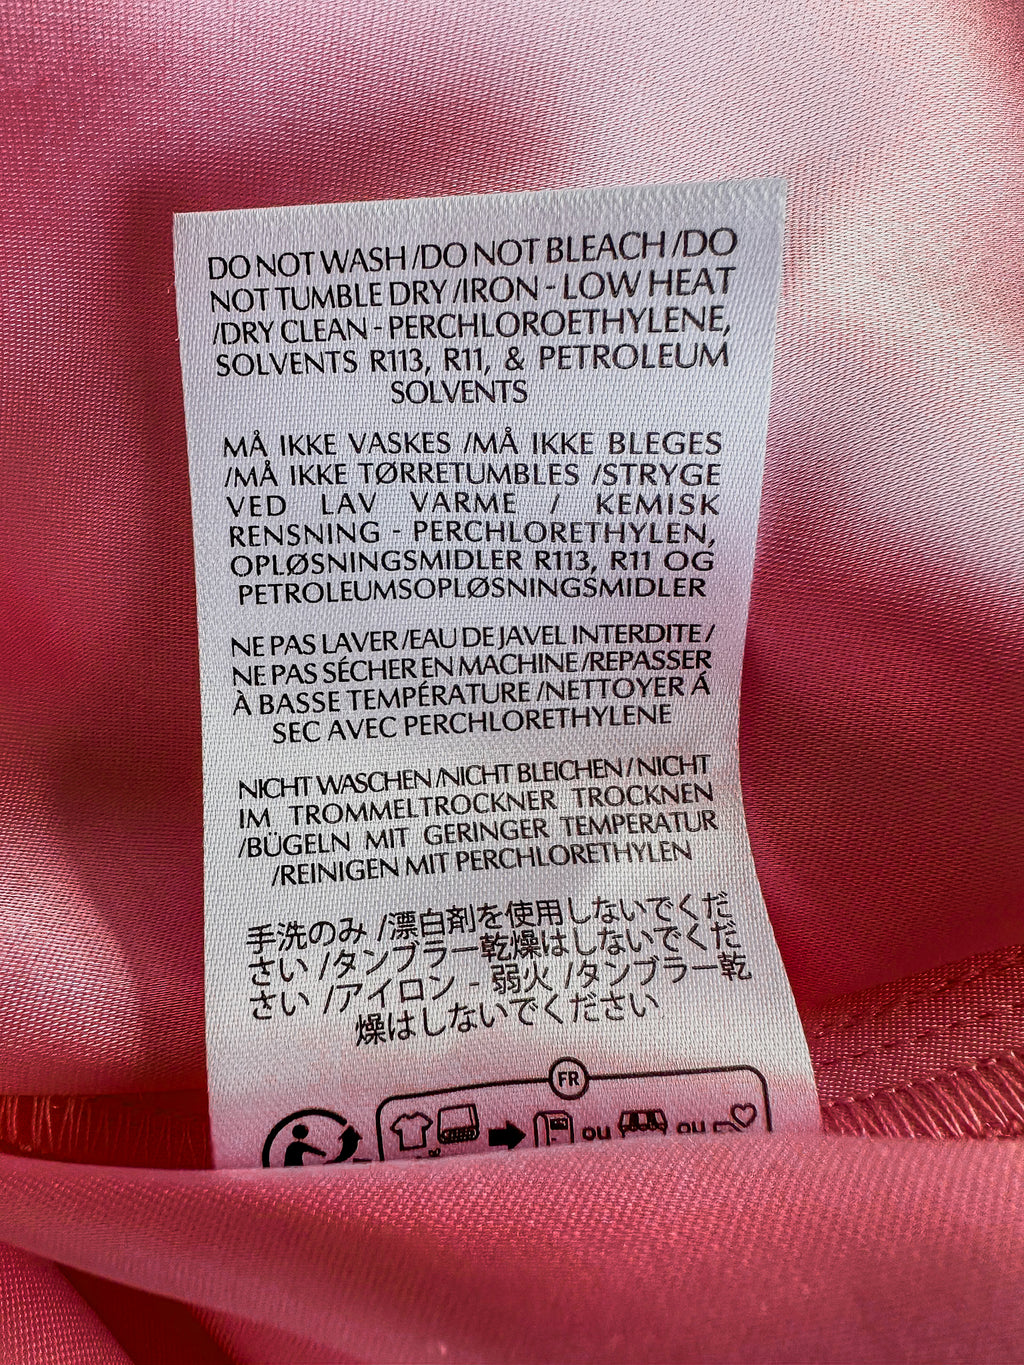 DO NOT WASH /DO NOT BLEACH /DO
NOT TUMBLE DRY /IRON - LOW HEAT
/DRY CLEAN - PERCHLOROETHYLENE,
SOLVENTS R113, R11, & PETROLEUM
SOLVENTS
MÅ IKKE VASKES /MÅ IKKE BLEGES
/MÅ IKKE TØRRETUMBLES /STRYGE
VED LAV VARME / KEMISK
RENSNING - PERCHLORETHYLEN,
OPLØSNINGSMIDLER R113, R11 OG
PETROLEUMSOPLØSNINGSMIDLER
NE PAS LAVER /EAU DE JAVEL INTERDITE /
NE PAS SÉCHER EN MACHINE /REPASSER
À BASSE TEMPÉRATURE /NETTOYER Á
SEC AVEC PERCHLORETHYLENE
NICHT WASCHEN /NICHT BLEICHEN / NICHT
IM TROMMELTROCKNER TROCKNEN
/BÜGELN MIT GERINGER TEMPERATUR
/REINIGEN MIT PERCHLORETHYLEN
手洗のみ /漂白剤を使用しないでくだ
さい /タンブラー乾燥はしないでくだ
さい /アイロン - 弱火 /タンブラー乾
燥はしないでください
FR
ou ou